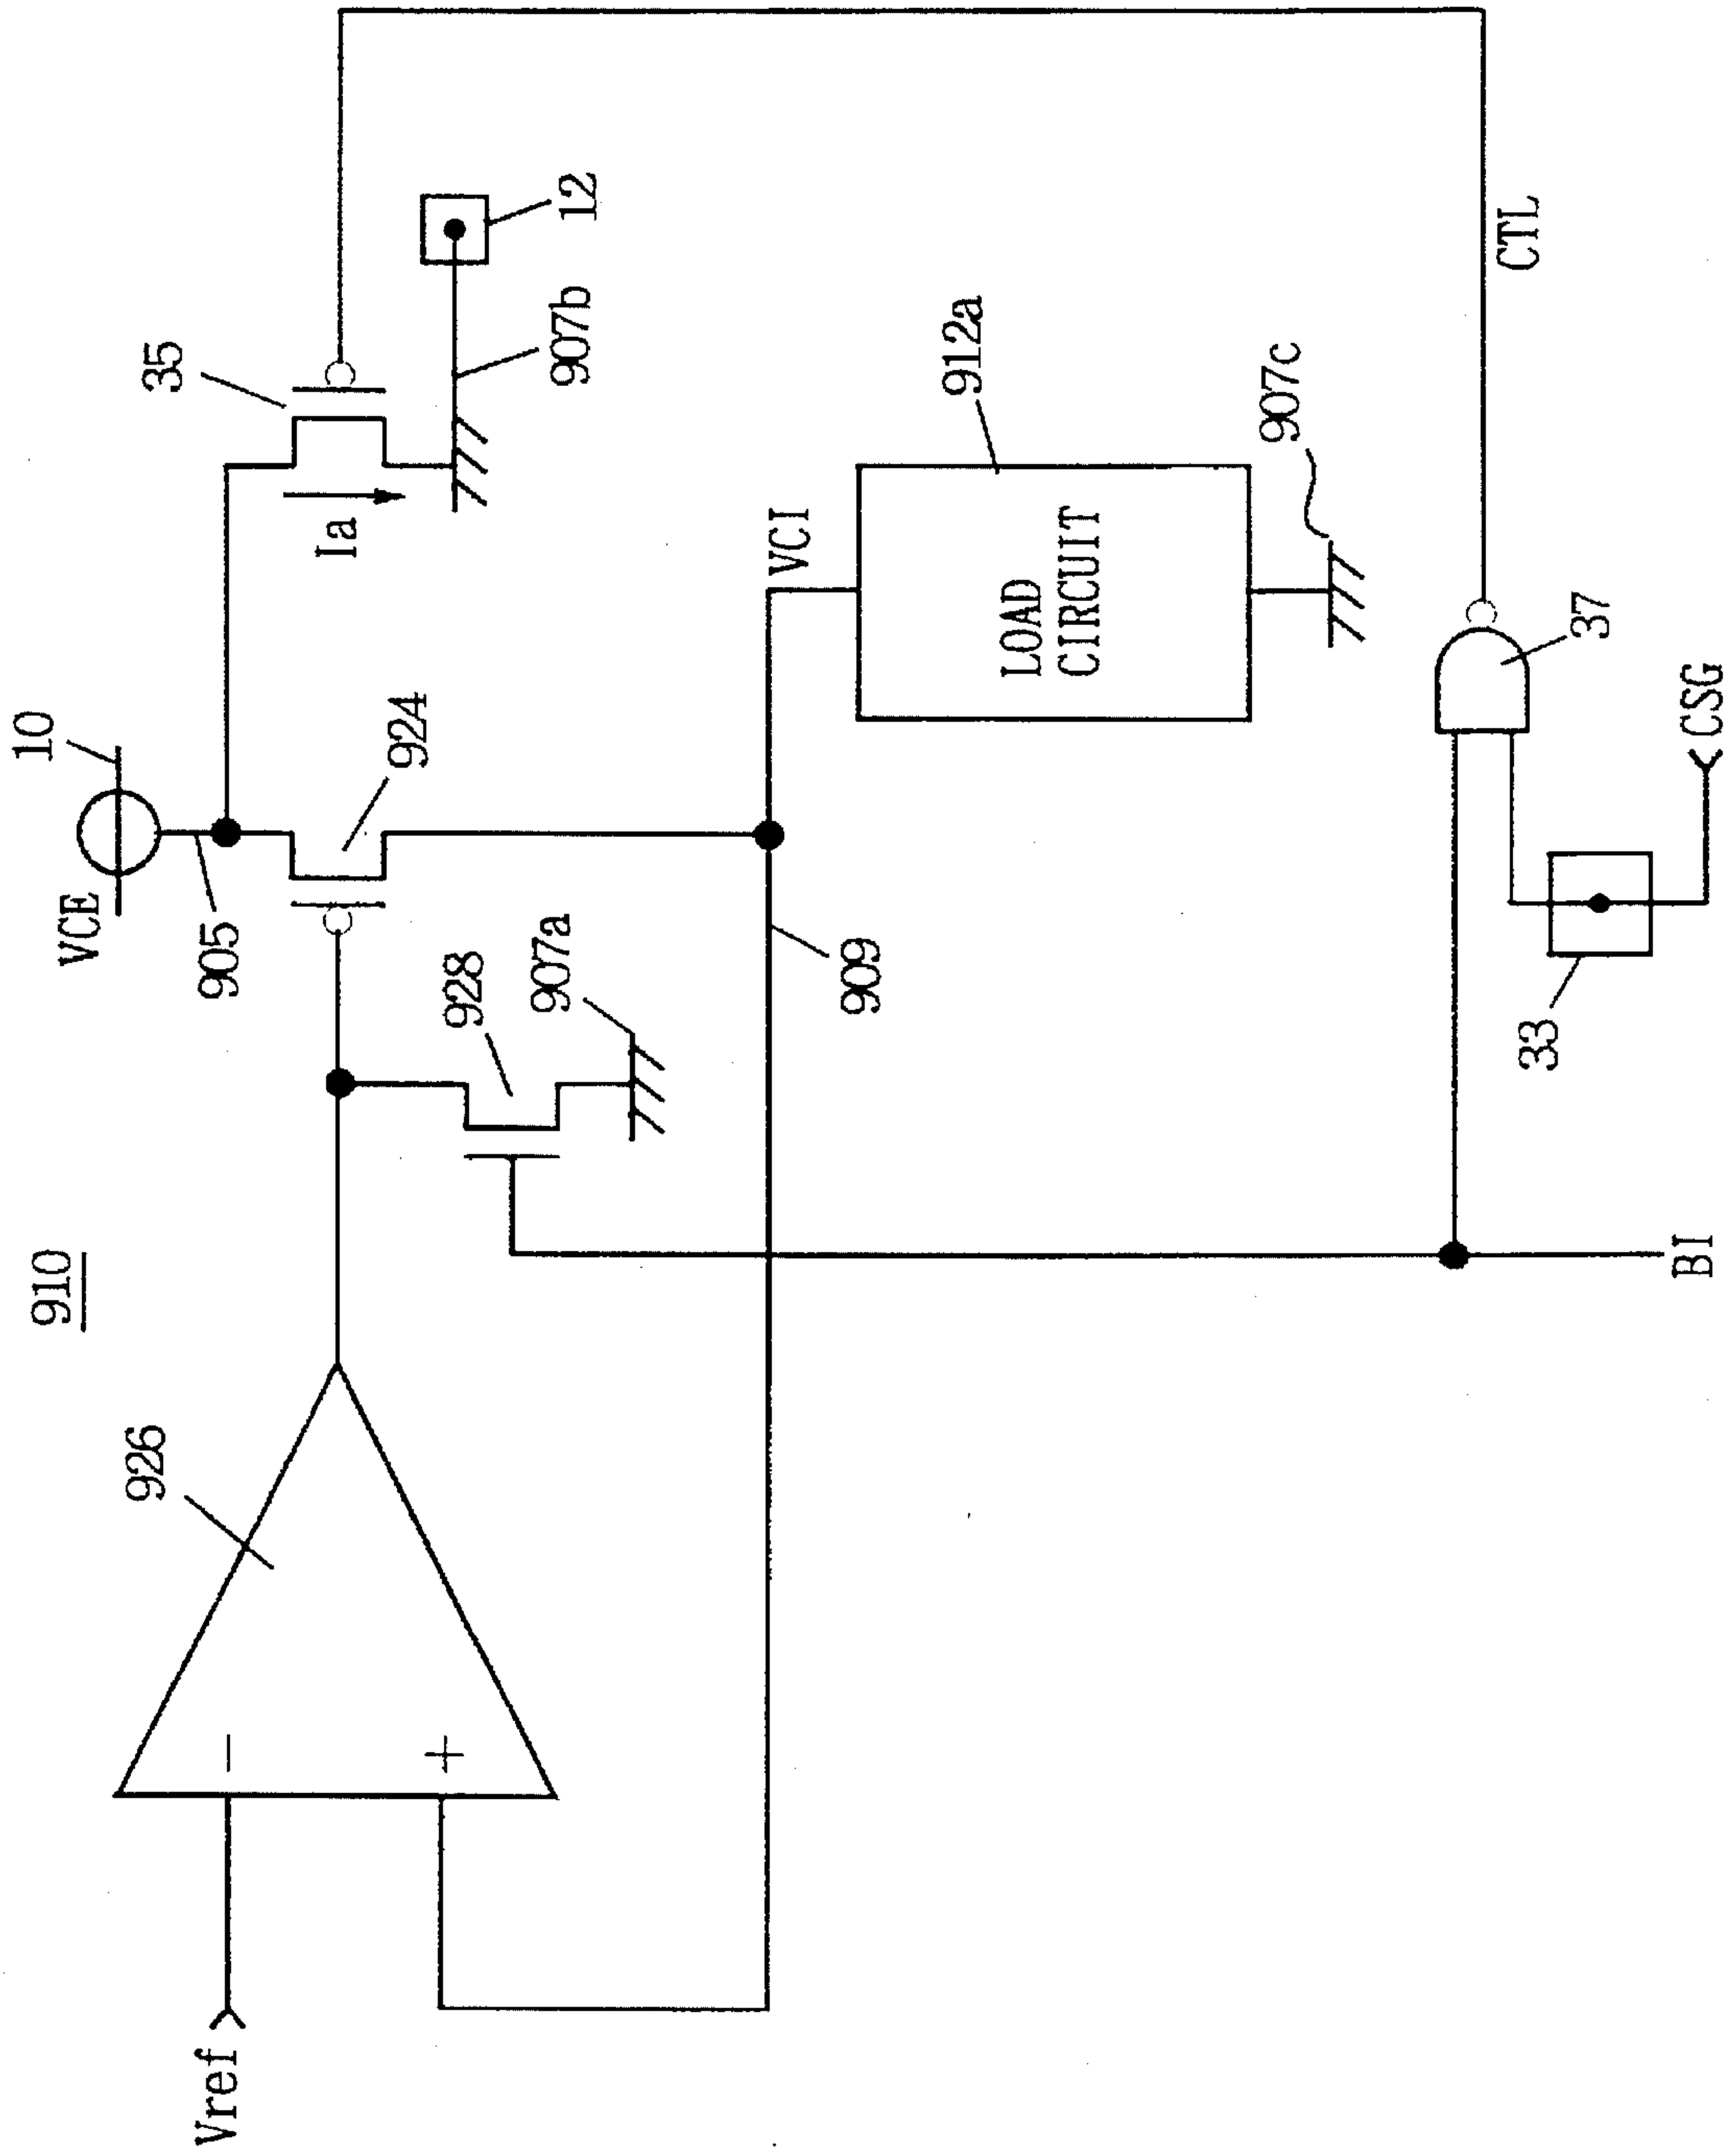 910
VCE
10
905
924
35
Ia
12
907b
926
928
907a
Vref
−
+
909
VCI
LOAD
CIRCUIT
912a
907c
BI
33
CSG
37
CTL